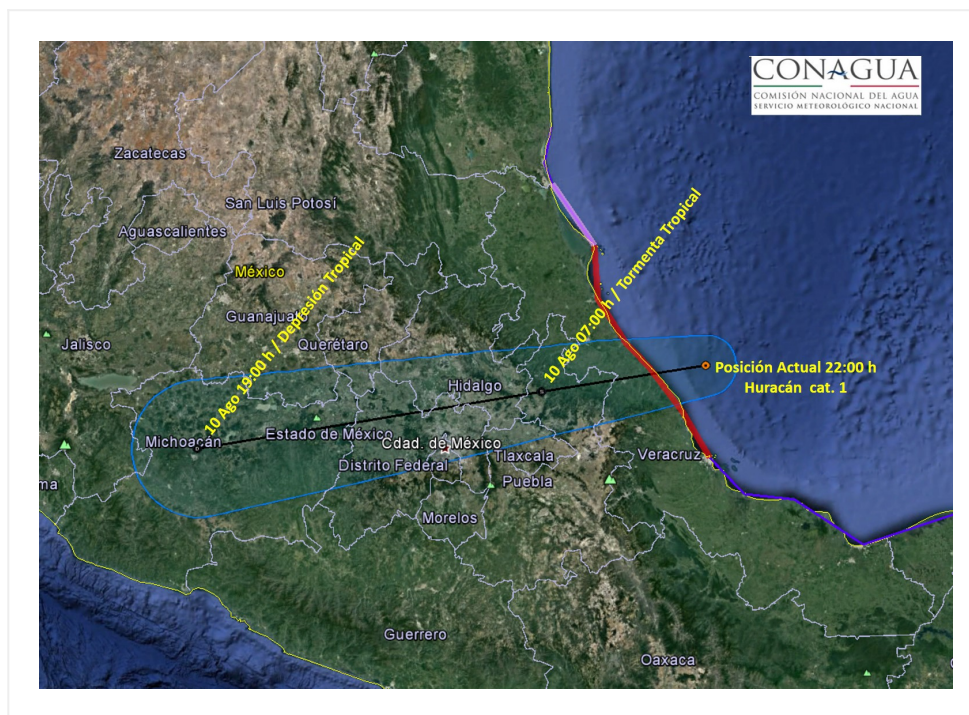 CONAGUA
COMISIÓN NACIONAL DEL AGUA
SERVICIO METEOROLÓGICO NACIONAL
Zacatecas
San Luis Potosí
Aguascalientes
México
Guanajuato
Jalisco
Querétaro
10 Ago 19:00 h / Depresión Tropical
10 Ago 07:00 h / Tormenta Tropical
Posición Actual 22:00 h
Huracán cat. 1
Hidalgo
Michoacán
Estado de México
Cdad. de México
Distrito Federal
Tlaxcala
Veracruz
Puebla
ma
Morelos
Guerrero
Oaxaca